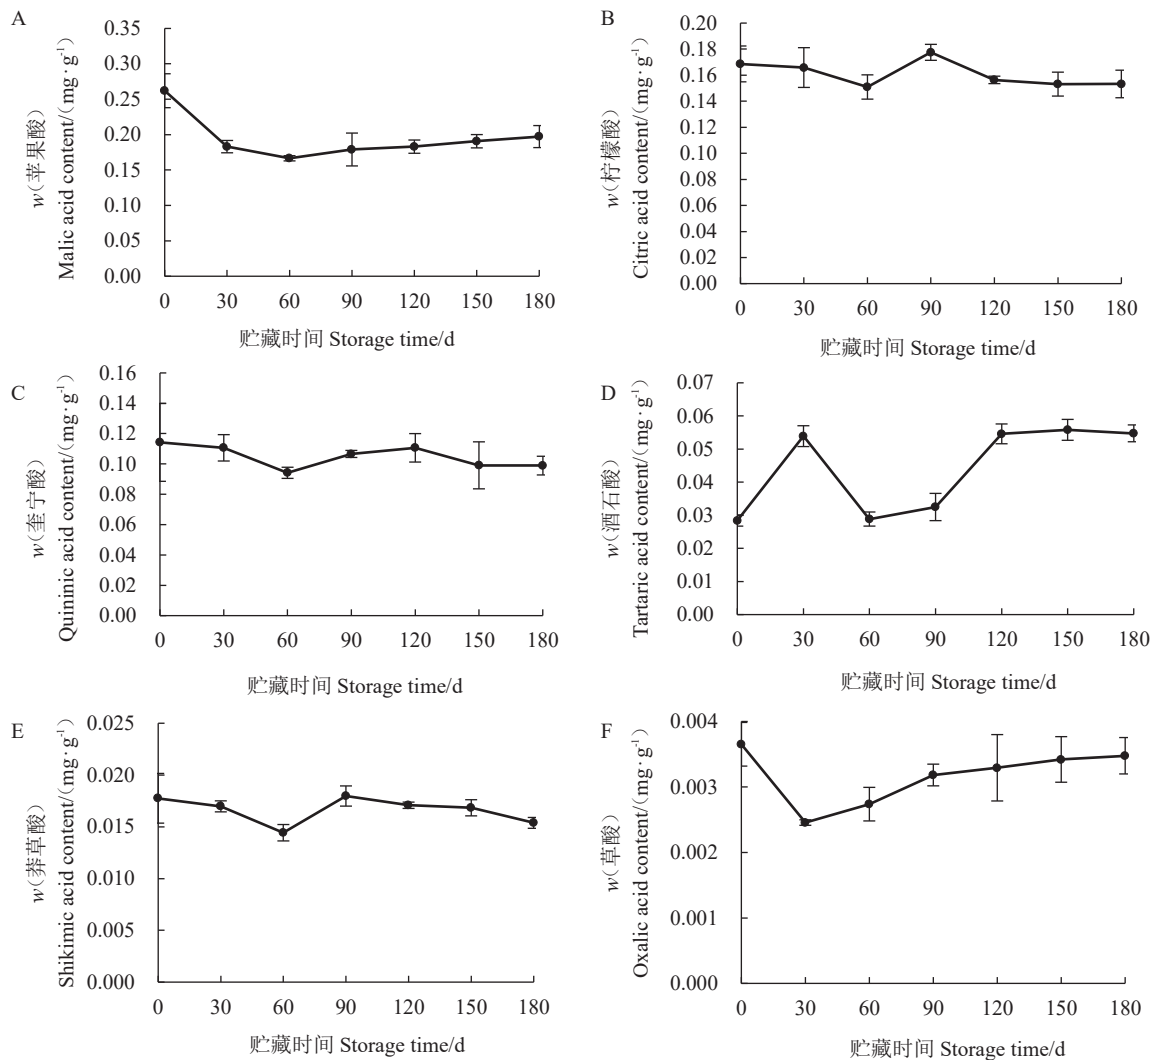 A
w(苹果酸)
Malic acid content/(mg·g⁻¹)
0.35
0.30
0.25
0.20
0.15
0.10
0.05
0.00
0 30 60 90 120 150 180
贮藏时间 Storage time/d
B
w(柠檬酸)
Citric acid content/(mg·g⁻¹)
0.20
0.18
0.16
0.14
0.12
0.10
0.08
0.06
0.04
0.02
0.00
0 30 60 90 120 150 180
贮藏时间 Storage time/d
C
w(奎宁酸)
Quininic acid content/(mg·g⁻¹)
0.16
0.14
0.12
0.10
0.08
0.06
0.04
0.02
0.00
0 30 60 90 120 150 180
贮藏时间 Storage time/d
D
w(酒石酸)
Tartaric acid content/(mg·g⁻¹)
0.07
0.06
0.05
0.04
0.03
0.02
0.01
0.00
0 30 60 90 120 150 180
贮藏时间 Storage time/d
E
w(莽草酸)
Shikimic acid content/(mg·g⁻¹)
0.025
0.020
0.015
0.010
0.005
0.000
0 30 60 90 120 150 180
贮藏时间 Storage time/d
F
w(草酸)
Oxalic acid content/(mg·g⁻¹)
0.004
0.003
0.002
0.001
0.000
0 30 60 90 120 150 180
贮藏时间 Storage time/d